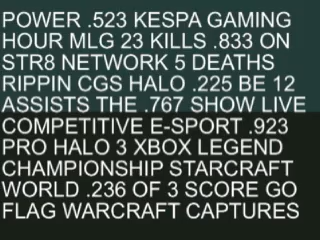 POWER .523 KESPA GAMING
HOUR MLG 23 KILLS .833 ON
STR8 NETWORK 5 DEATHS
RIPPIN CGS HALO .225 BE 12
ASSISTS THE .767 SHOW LIVE
COMPETITIVE E-SPORT .923
PRO HALO 3 XBOX LEGEND
CHAMPIONSHIP STARCRAFT
WORLD .236 OF 3 SCORE GO
FLAG WARCRAFT CAPTURES